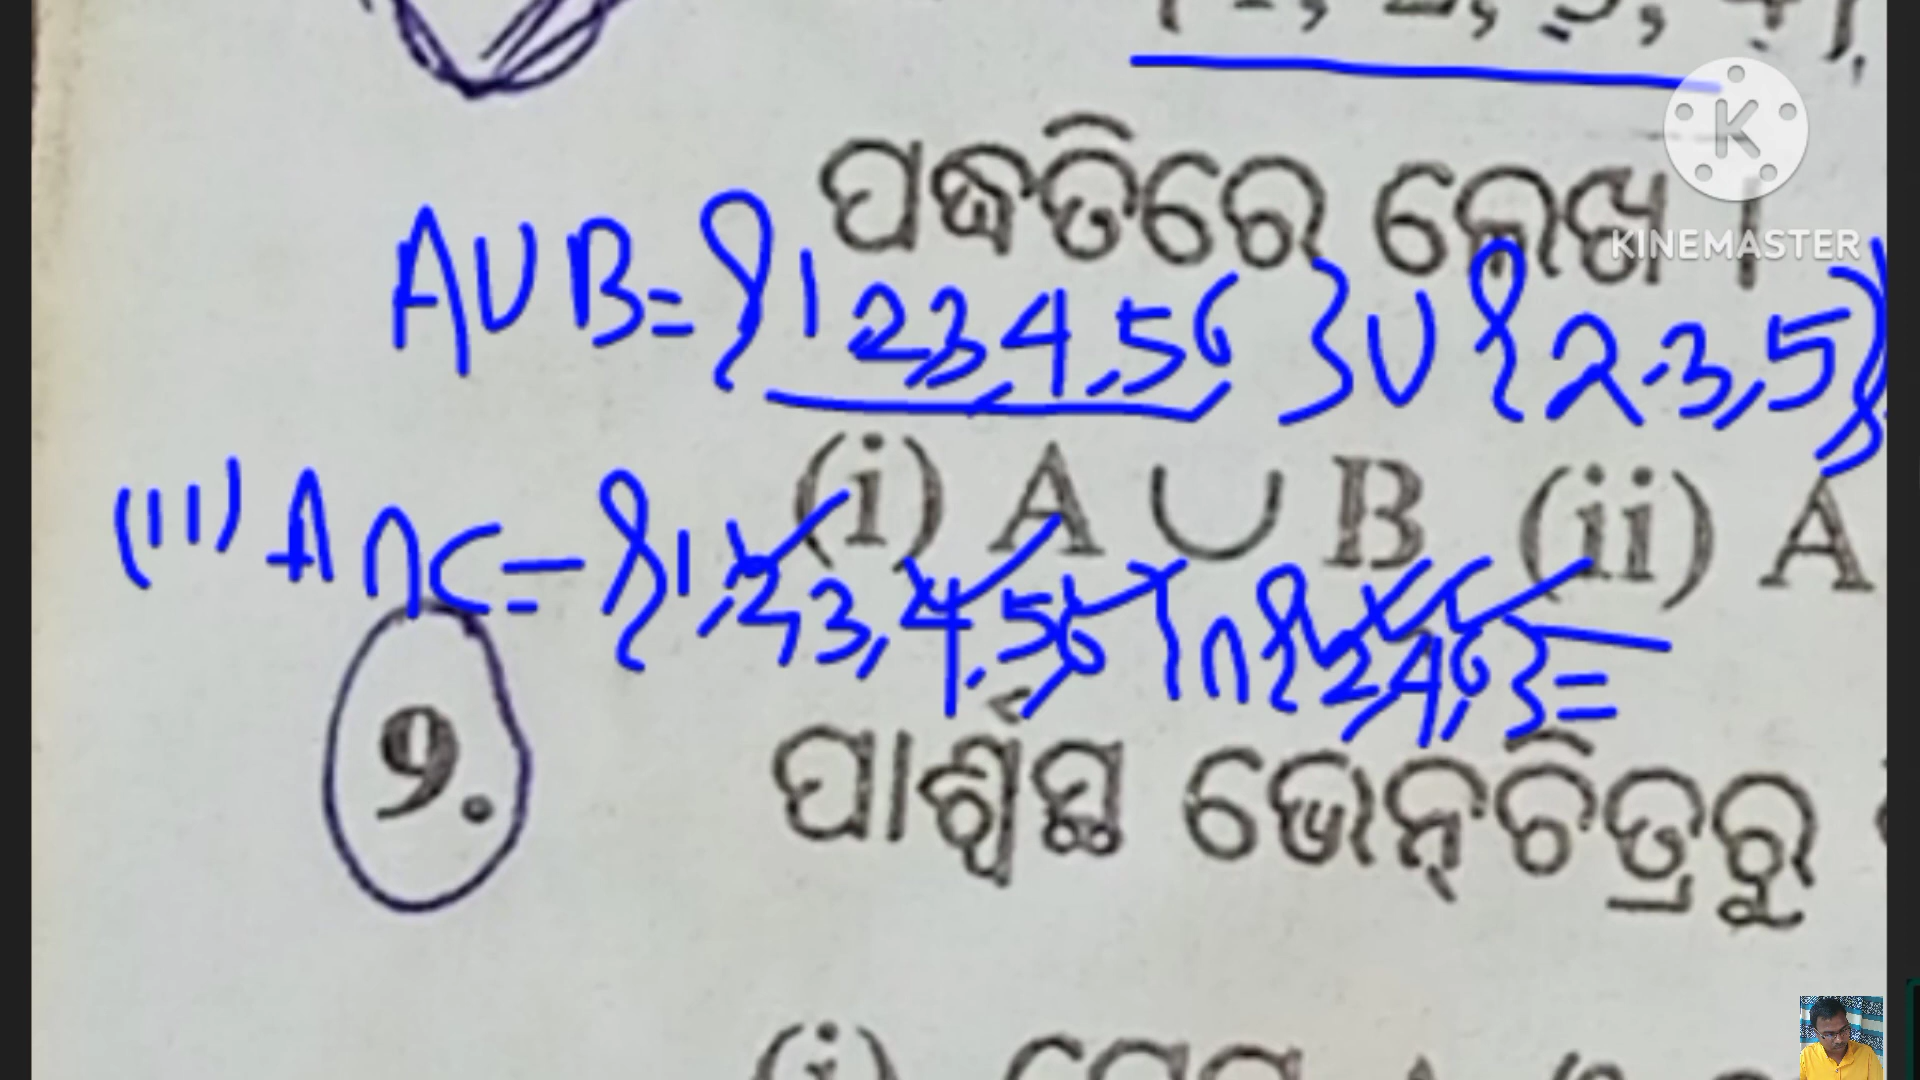 ପଦ୍ଧତିରେ ଲେଖ ।
KINEMASTER
A∪B={1 2,3,4,5,6 }∪{2,3,5}
(i) A ∪ B (ii) A
(ii) A∩C={1,2,3,4,5,6}∩{2,4,6}=
9.
ପାର୍ଶ୍ଵସ୍ଥ ଭେନ୍‌ଚିତ୍ରରୁ